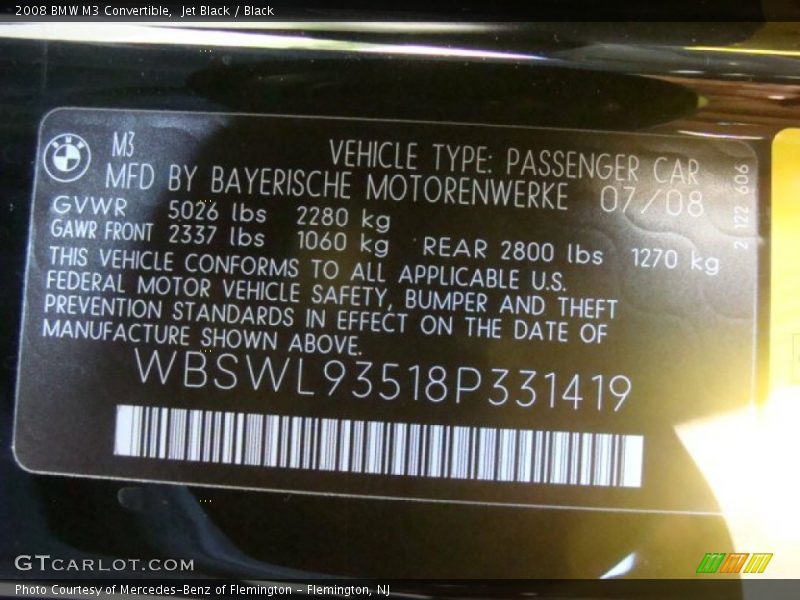 2008 BMW M3 Convertible,  Jet Black / Black
M3
VEHICLE TYPE: PASSENGER CAR
MFD BY BAYERISCHE MOTORENWERKE 07/08
GVWR 5026 lbs 2280 kg
GAWR FRONT 2337 lbs 1060 kg REAR 2800 lbs 1270 kg
THIS VEHICLE CONFORMS TO ALL APPLICABLE U.S.
FEDERAL MOTOR VEHICLE SAFETY, BUMPER AND THEFT
PREVENTION STANDARDS IN EFFECT ON THE DATE OF
MANUFACTURE SHOWN ABOVE.
WBSWL93518P331419
2 122 606
GTCARLOT.COM
Photo Courtesy of Mercedes-Benz of Flemington - Flemington, NJ